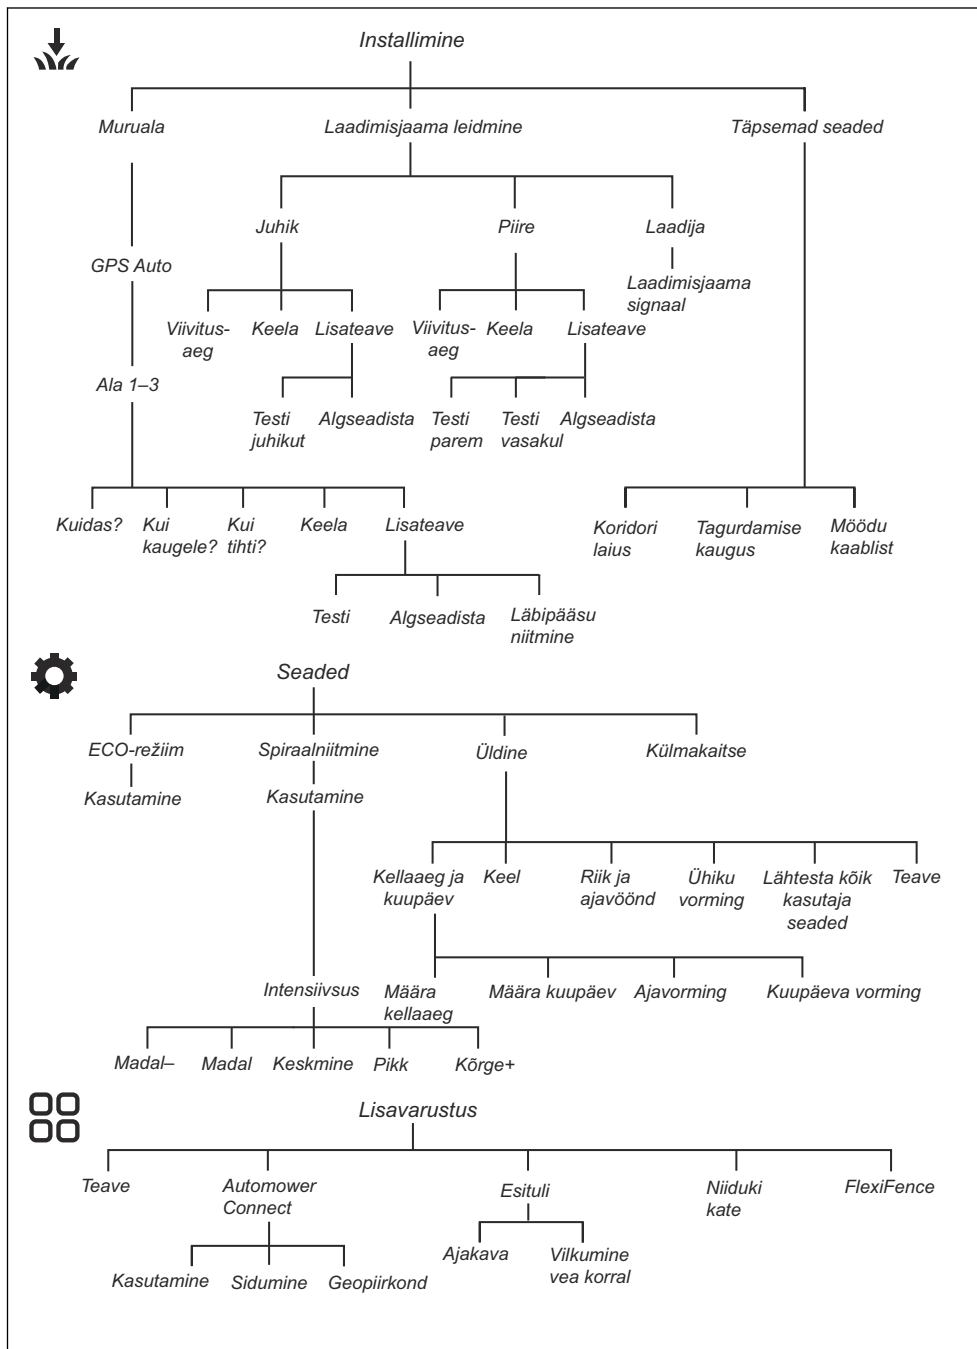 Installimine
Muruala
Laadimisjaama leidmine
Täpsemad seaded
Juhik
Piire
Laadija
GPS Auto
Laadimisjaama
signaal
Viivitus-
aeg
Keela
Lisateave
Viivitus-
aeg
Keela
Lisateave
Ala 1–3
Testi
juhikut
Algseadista
Testi
parem
Testi
vasakul
Algseadista
Kuidas?
Kui
kaugele?
Kui
tihti?
Keela
Lisateave
Koridori
laius
Tagurdamise
kaugus
Möödu
kaablist
Testi
Algseadista
Läbipääsu
niitmine
Seaded
ECO-režiim
Spiraalniitmine
Üldine
Külmakaitse
Kasutamine
Kasutamine
Kellaaeg ja
kuupäev
Keel
Riik ja
ajavöönd
Ühiku
vorming
Lähtesta kõik
kasutaja
seaded
Teave
Intensiivsus
Määra
kellaaeg
Määra kuupäev
Ajavorming
Kuupäeva vorming
Madal–
Madal
Keskmine
Pikk
Kõrge+
Lisavarustus
Teave
Automower
Connect
Esituli
Niiduki
kate
FlexiFence
Kasutamine
Sidumine
Geopiirkond
Ajakava
Vilkumine
vea korral